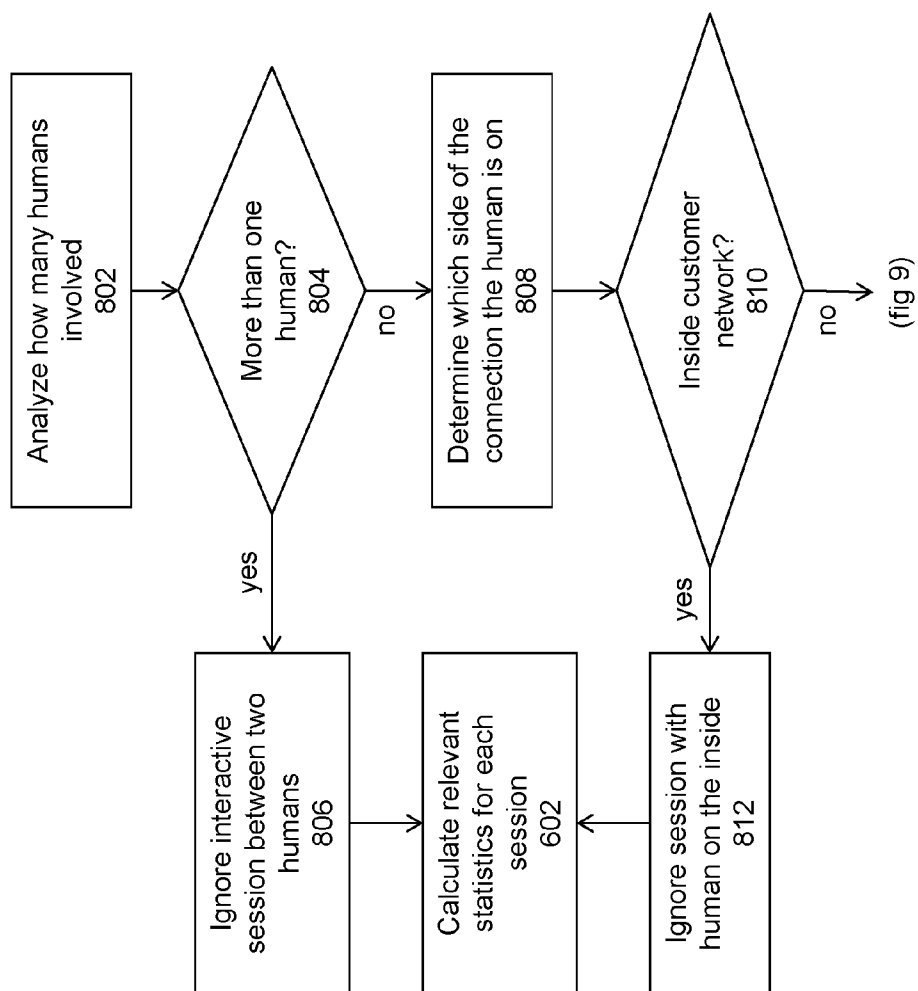 Analyze how many humans
involved
802
More than one
human?
804
yes
no
Ignore interactive
session between two
humans
806
Determine which side of the
connection the human is on
808
Calculate relevant
statistics for each
session
602
Inside customer
network?
810
yes
no
Ignore session with
human on the inside
812
(fig 9)